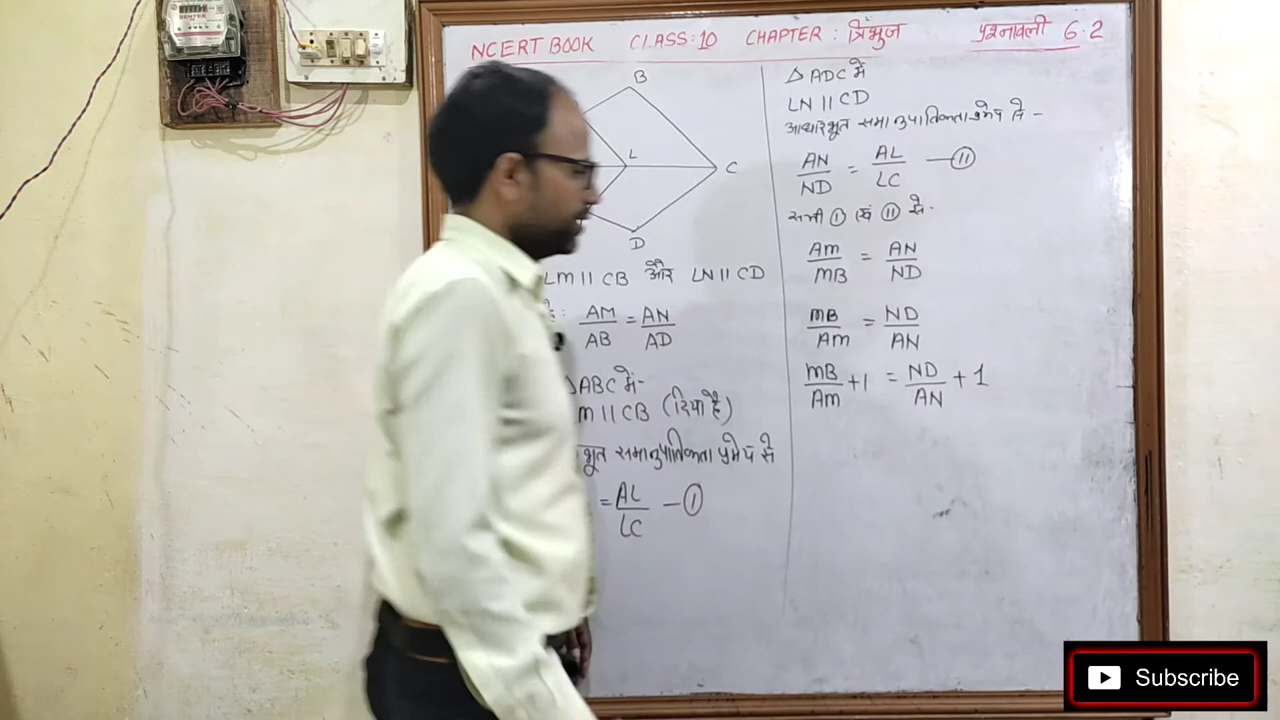 NCERT BOOK CLASS:10 CHAPTER : त्रिभुज प्रश्नावली 6.2
B
L
C
D
LM || CB और LN || CD
AM/AB = AN/AD
△ABC में-
M || CB (दिया है)
भूत समानुपातिकता प्रमेय से
= AL/LC — ①
△ ADC में
LN || CD
आधारभूत समानुपातिकता प्रमेय से -
AN/ND = AL/LC — ②
समी ① एवं ② से-
AM/MB = AN/ND
MB/AM = ND/AN
MB/AM + 1 = ND/AN + 1
Subscribe